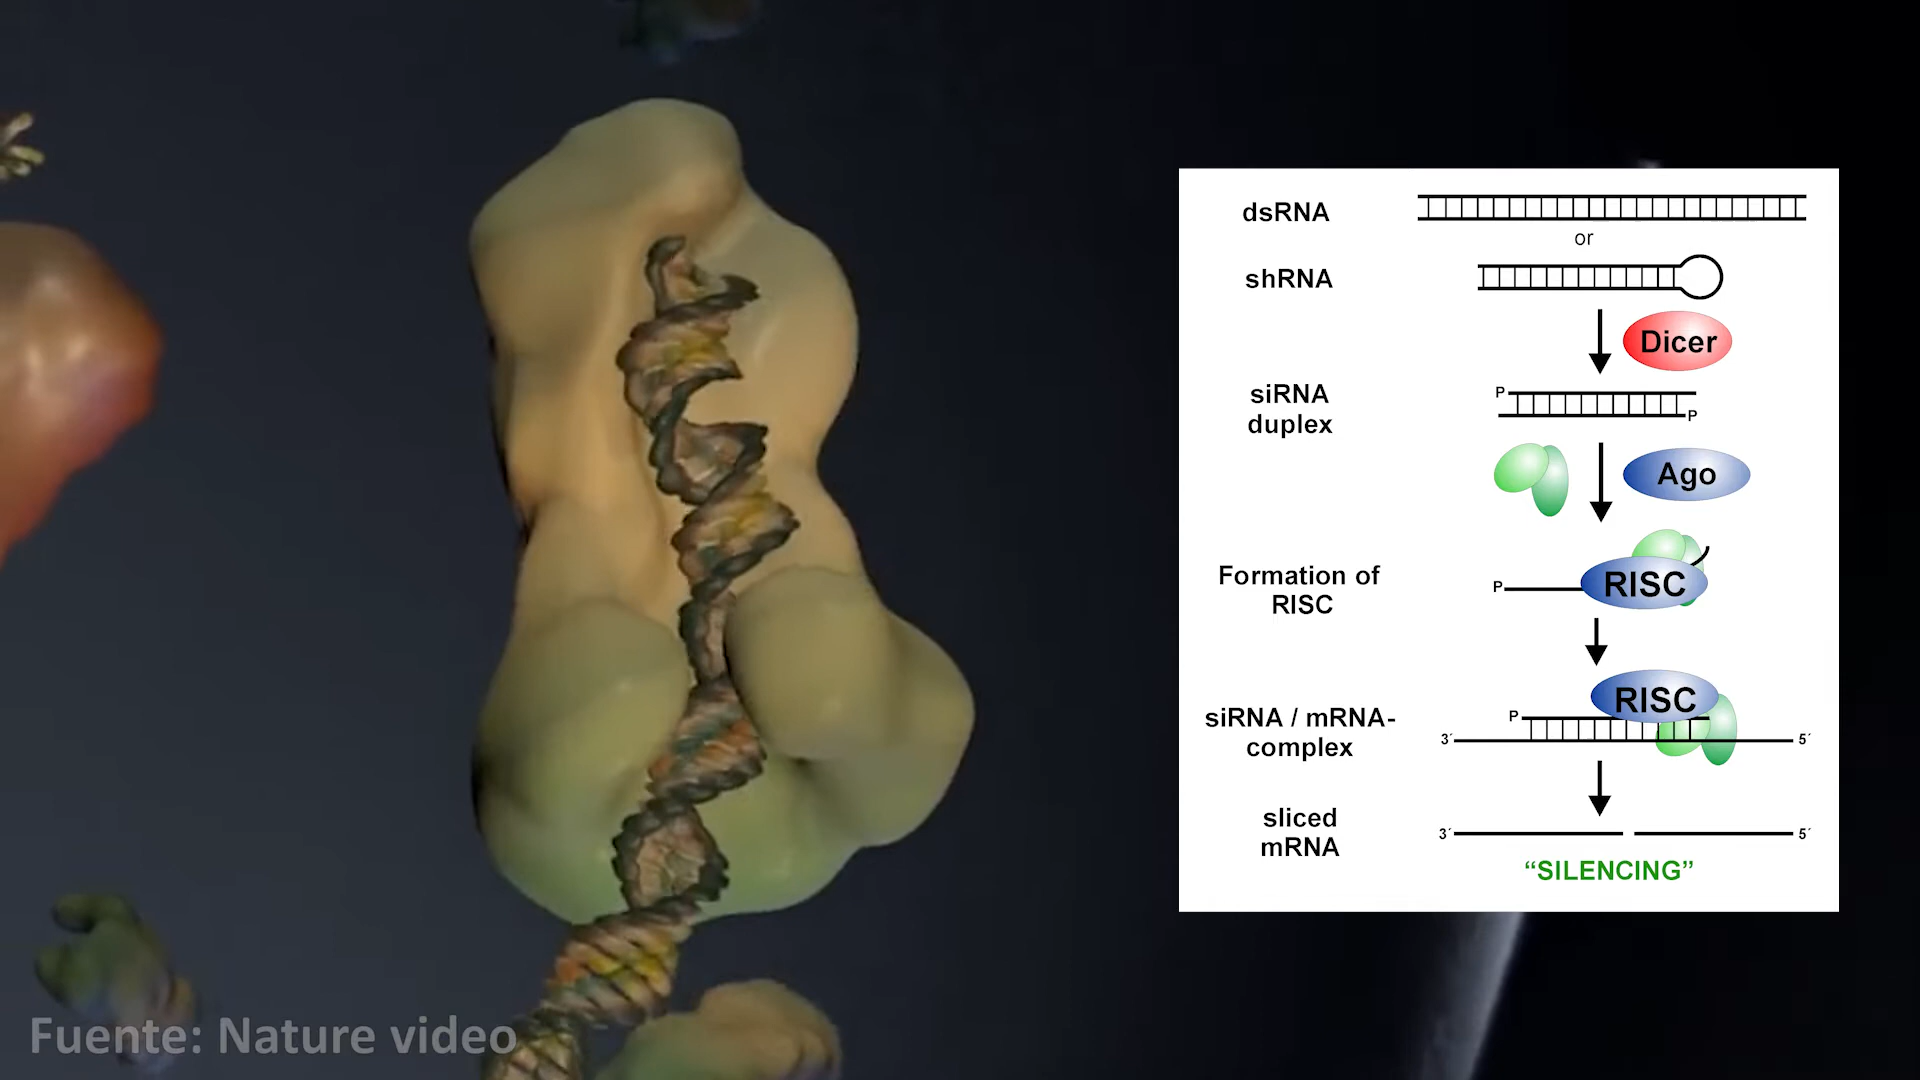 dsRNA
or
shRNA
Dicer
siRNA
duplex
P
P
Ago
Formation of
RISC
P
RISC
siRNA / mRNA-
complex
P
RISC
3´
5´
sliced
mRNA
3´
5´
“SILENCING”
Fuente: Nature video